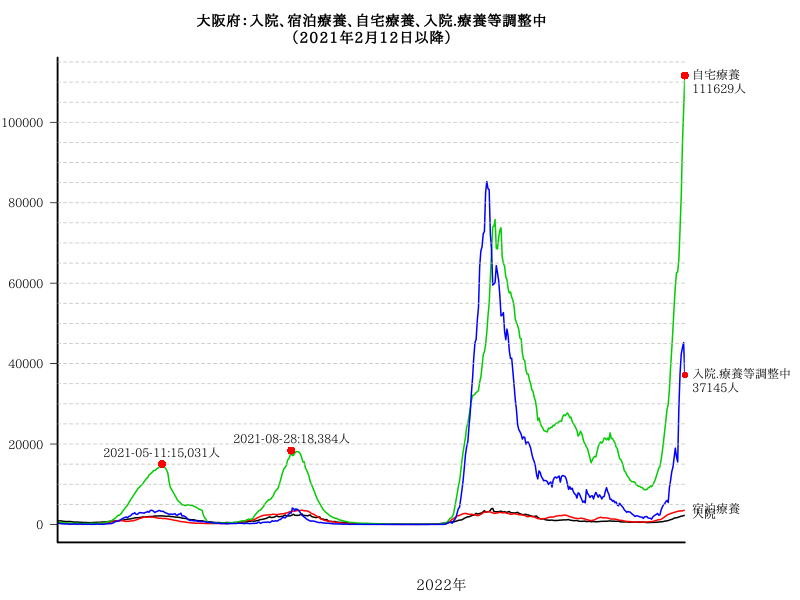 大阪府：入院、宿泊療養、自宅療養、入院.療養等調整中
（2021年2月12日以降）
自宅療養
111629人
100000
80000
60000
40000
入院.療養等調整中
37145人
20000
2021-05-11:15,031人
2021-08-28:18,384人
宿泊療養
入院
0
2022年